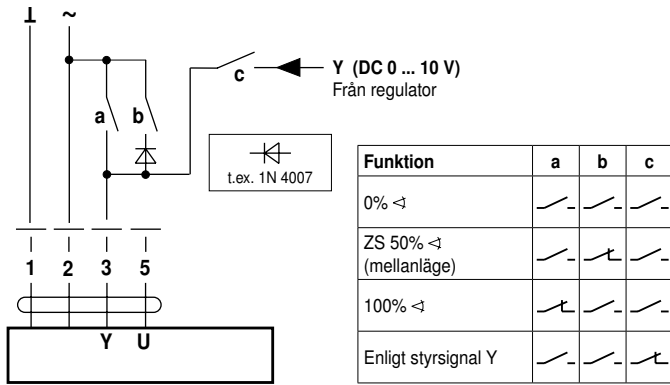 ⊥ ~
a b c
Y (DC 0 ... 10 V)
Från regulator
t.ex. 1N 4007
1 2 3 5
Y U
Funktion a b c
0% ⊲
ZS 50% ⊲
(mellanläge)
100% ⊲
Enligt styrsignal Y